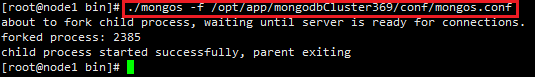 [root@node1 bin]# ./mongos -f /opt/app/mongodbCluster369/conf/mongos.conf
about to fork child process, waiting until server is ready for connections.
forked process: 2385
child process started successfully, parent exiting
[root@node1 bin]#